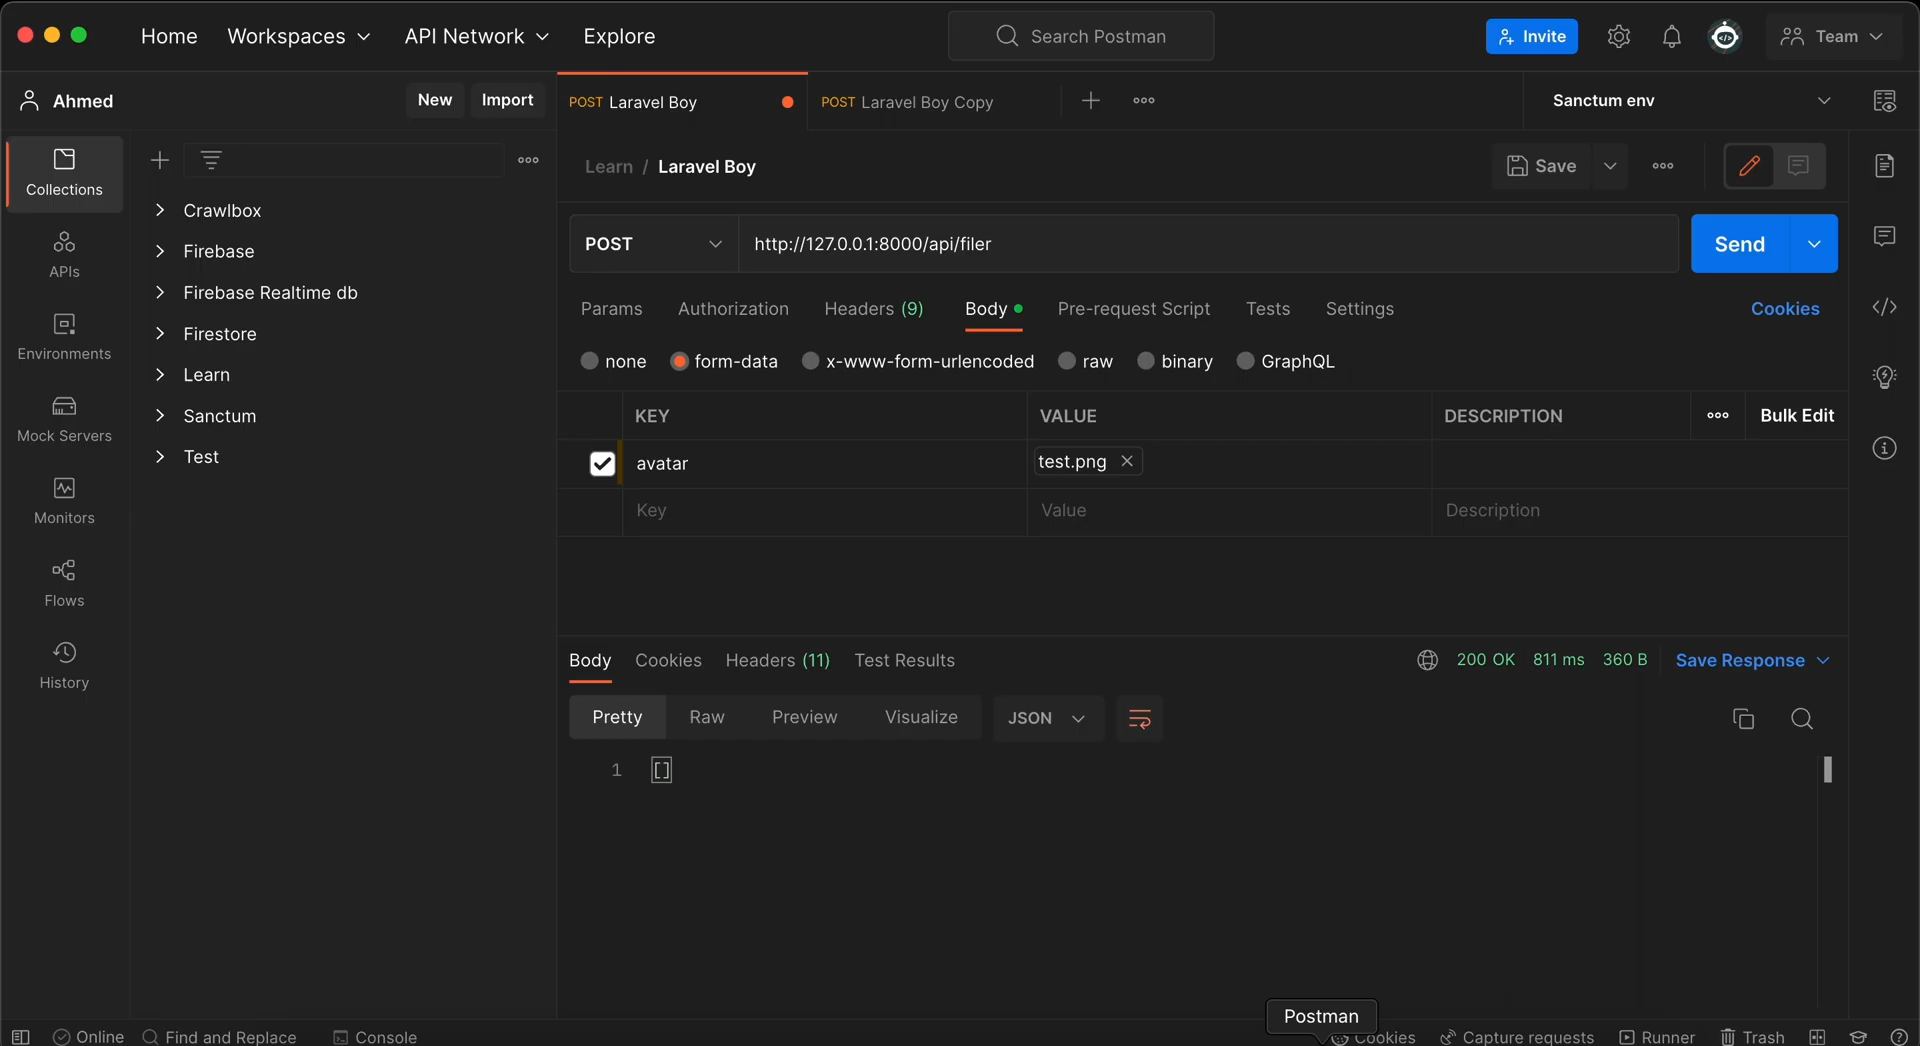 Home Workspaces API Network Explore Search Postman Invite Team
Ahmed New Import POST Laravel Boy POST Laravel Boy Copy Sanctum env
Collections
APIs
Environments
Mock Servers
Monitors
Flows
History
Crawlbox
Firebase
Firebase Realtime db
Firestore
Learn
Sanctum
Test
Learn / Laravel Boy Save
POST http://127.0.0.1:8000/api/filer Send
Params Authorization Headers (9) Body Pre-request Script Tests Settings Cookies
none form-data x-www-form-urlencoded raw binary GraphQL
KEY VALUE DESCRIPTION Bulk Edit
avatar test.png
Key Value Description
Body Cookies Headers (11) Test Results 200 OK 811 ms 360 B Save Response
Pretty Raw Preview Visualize JSON
1 []
Postman
Online Find and Replace Console Cookies Capture requests Runner Trash